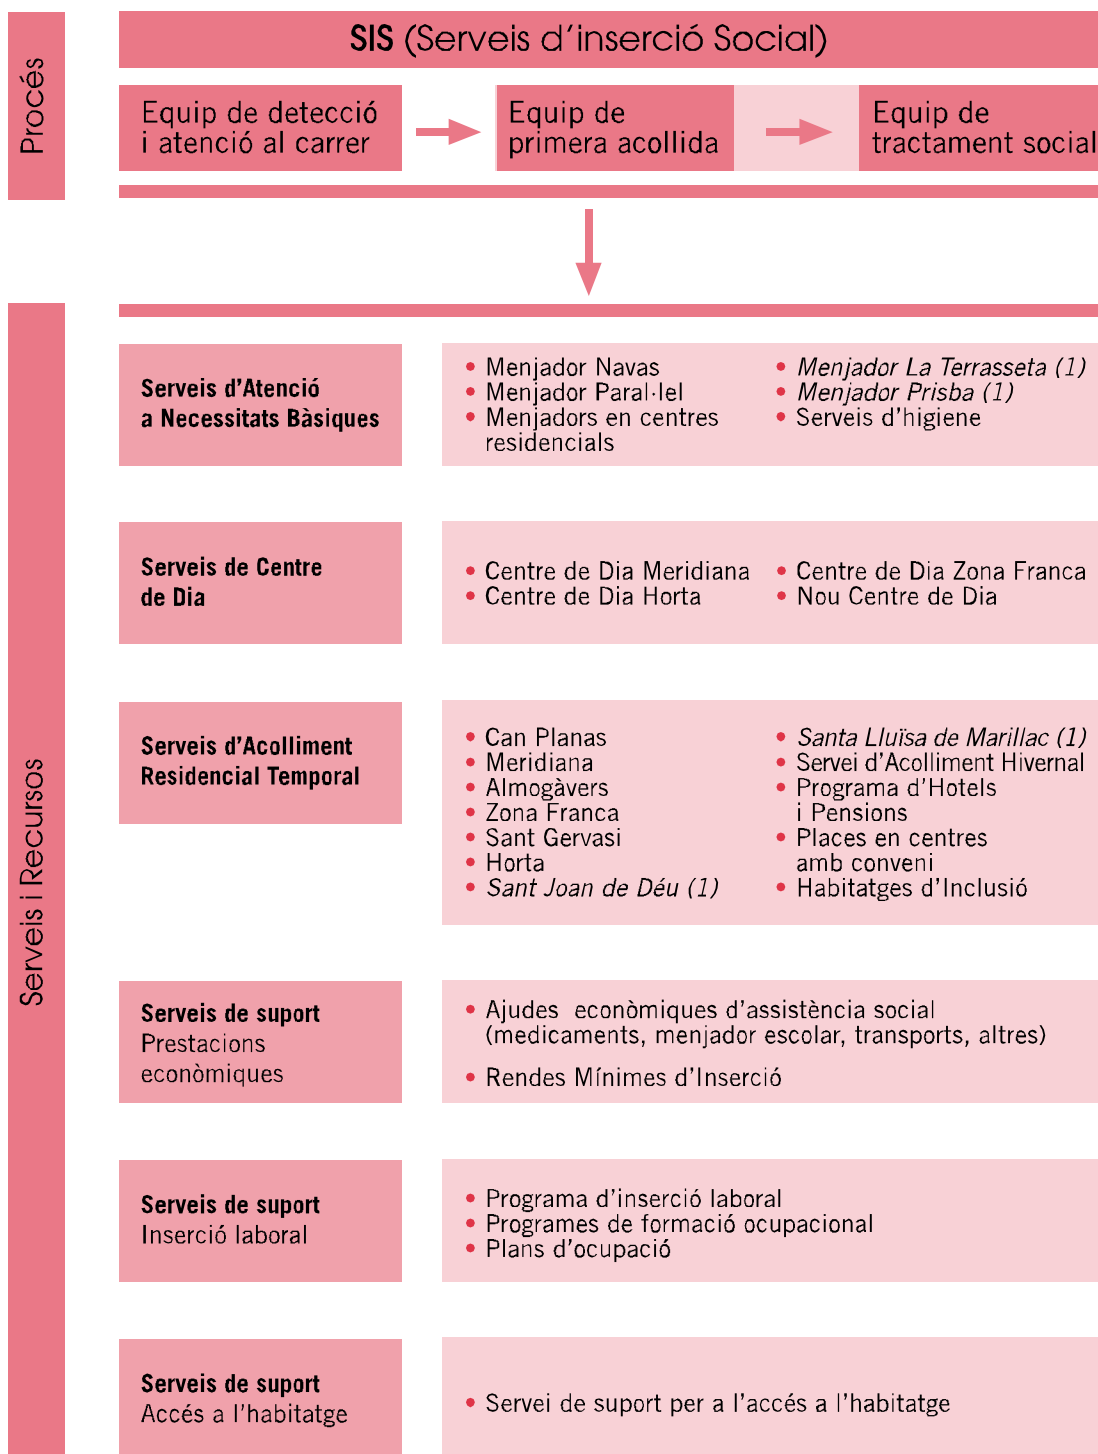 Procés
SIS (Serveis d'inserció Social)
Equip de detecció
i atenció al carrer
Equip de
primera acollida
Equip de
tractament social
Serveis i Recursos
Serveis d'Atenció
a Necessitats Bàsiques
• Menjador Navas
• Menjador Paral·lel
• Menjadors en centres
residencials
• Menjador La Terrasseta (1)
• Menjador Prisba (1)
• Serveis d'higiene
Serveis de Centre
de Dia
• Centre de Dia Meridiana
• Centre de Dia Horta
• Centre de Dia Zona Franca
• Nou Centre de Dia
Serveis d'Acolliment
Residencial Temporal
• Can Planas
• Meridiana
• Almogàvers
• Zona Franca
• Sant Gervasi
• Horta
• Sant Joan de Déu (1)
• Santa Lluïsa de Marillac (1)
• Servei d'Acolliment Hivernal
• Programa d'Hotels
i Pensions
• Places en centres
amb conveni
• Habitatges d'Inclusió
Serveis de suport
Prestacions
econòmiques
• Ajudes econòmiques d'assistència social
(medicaments, menjador escolar, transports, altres)
• Rendes Mínimes d'Inserció
Serveis de suport
Inserció laboral
• Programa d'inserció laboral
• Programes de formació ocupacional
• Plans d'ocupació
Serveis de suport
Accés a l'habitatge
• Servei de suport per a l'accés a l'habitatge